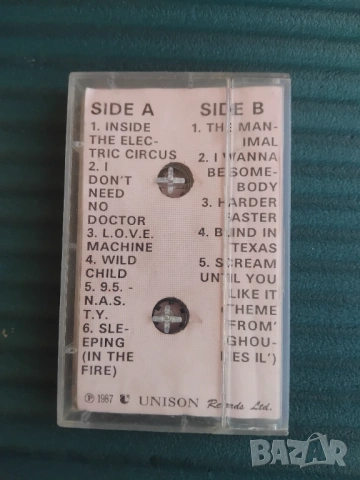 SIDE A
1. INSIDE
THE ELEC-
TRIC CIRCUS
2. I
DON'T
NEED
NO
DOCTOR
3. L.O.V.E.
MACHINE
4. WILD
CHILD
5. 9.5. -
N.A.S.
T.Y.
6. SLE-
EPING
(IN THE
FIRE)
SIDE B
1. THE MAN-
IMAL
2. I WANNA
BE SOME-
BODY
3. HARDER
FASTER
4. BLIND IN
TEXAS
5. SCREAM
UNTIL YOU
LIKE IT
(THEME
FROM'
GHOU-
LIES II.')
Ⓟ 1987 UNISON Records Ltd.
BAZAR